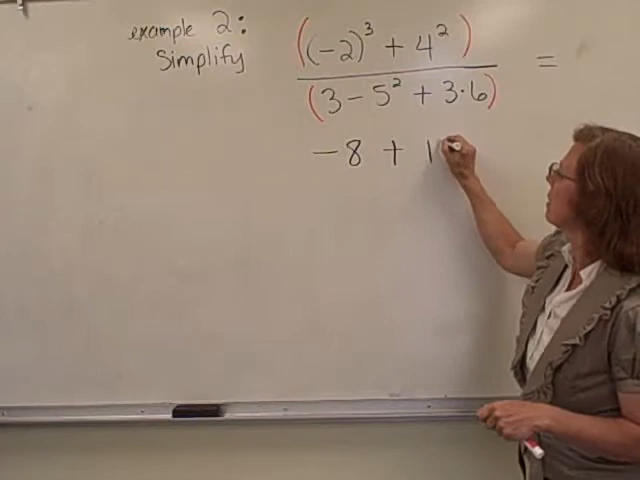 example 2:
Simplify
((-2)³ + 4²)
(3 - 5² + 3·6)
=
-8 + 1